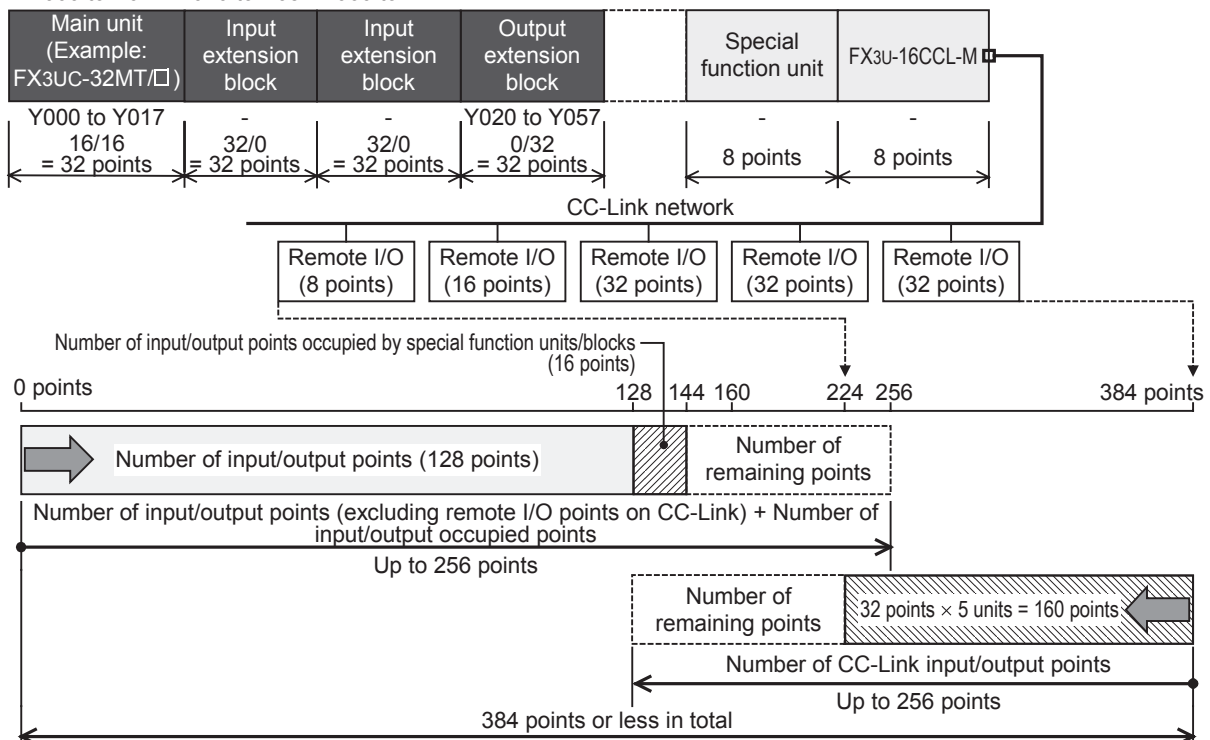 Main unit
(Example:
FX3UC-32MT/□)
Input
extension
block
Input
extension
block
Output
extension
block
Special
function unit
FX3U-16CCL-M
Y000 to Y017
16/16
= 32 points
-
32/0
= 32 points
-
32/0
= 32 points
Y020 to Y057
0/32
= 32 points
-
8 points
-
8 points
CC-Link network
Remote I/O
(8 points)
Remote I/O
(16 points)
Remote I/O
(32 points)
Remote I/O
(32 points)
Remote I/O
(32 points)
Number of input/output points occupied by special function units/blocks
(16 points)
0 points 128 144 160 224 256 384 points
Number of input/output points (128 points)
Number of
remaining points
Number of input/output points (excluding remote I/O points on CC-Link) + Number of
input/output occupied points
Up to 256 points
Number of
remaining points
32 points × 5 units = 160 points
Number of CC-Link input/output points
Up to 256 points
384 points or less in total